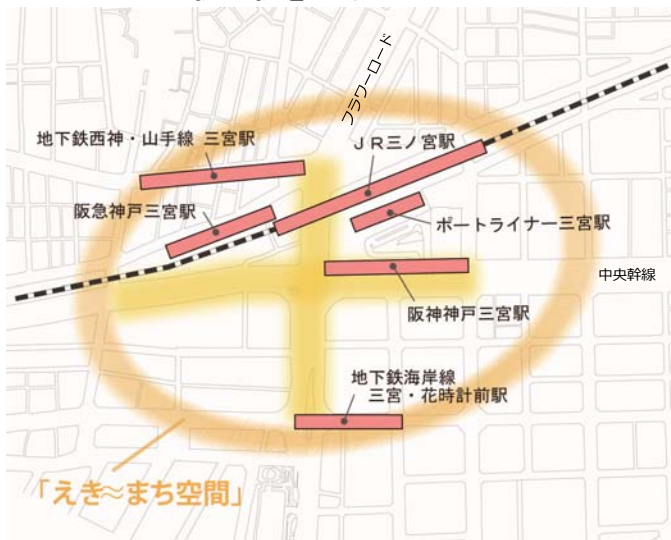 フラワーロード
地下鉄西神・山手線 三宮駅
JR三ノ宮駅
阪急神戸三宮駅
ポートライナー三宮駅
中央幹線
阪神神戸三宮駅
地下鉄海岸線
三宮・花時計前駅
「えき≈まち空間」